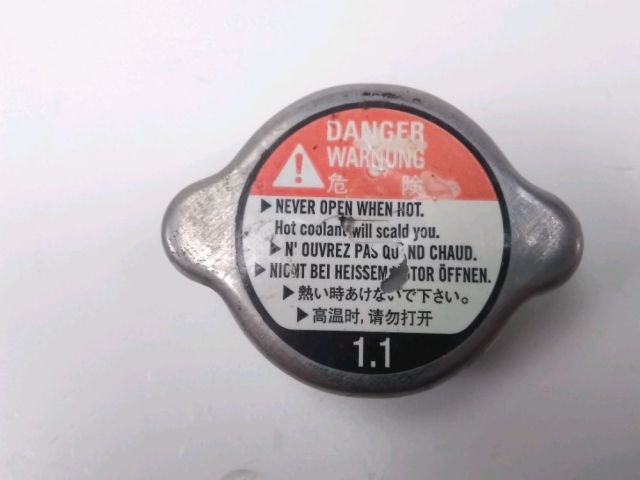 DANGER
WARNUNG
危 険
▶ NEVER OPEN WHEN HOT.
Hot coolant will scald you.
▶ N' OUVREZ PAS QUAND CHAUD.
▶ NICHT BEI HEISSEM MOTOR ÖFFNEN.
▶ 熱い時あけないで下さい。
▶ 高温时, 请勿打开
1.1